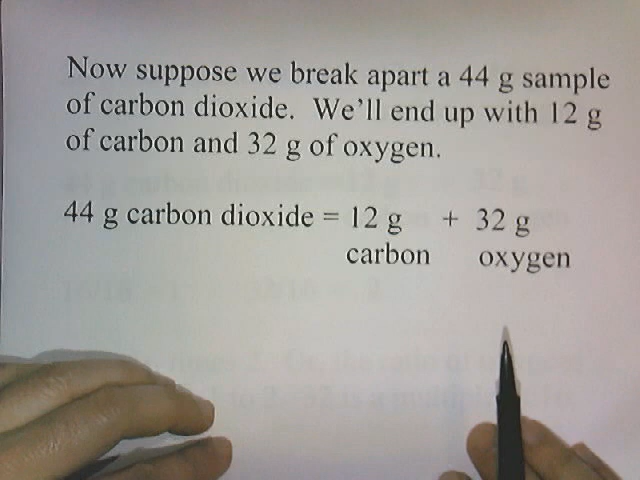 Now suppose we break apart a 44 g sample
of carbon dioxide.  We'll end up with 12 g
of carbon and 32 g of oxygen.
44 g carbon dioxide = 12 g + 32 g
carbon oxygen